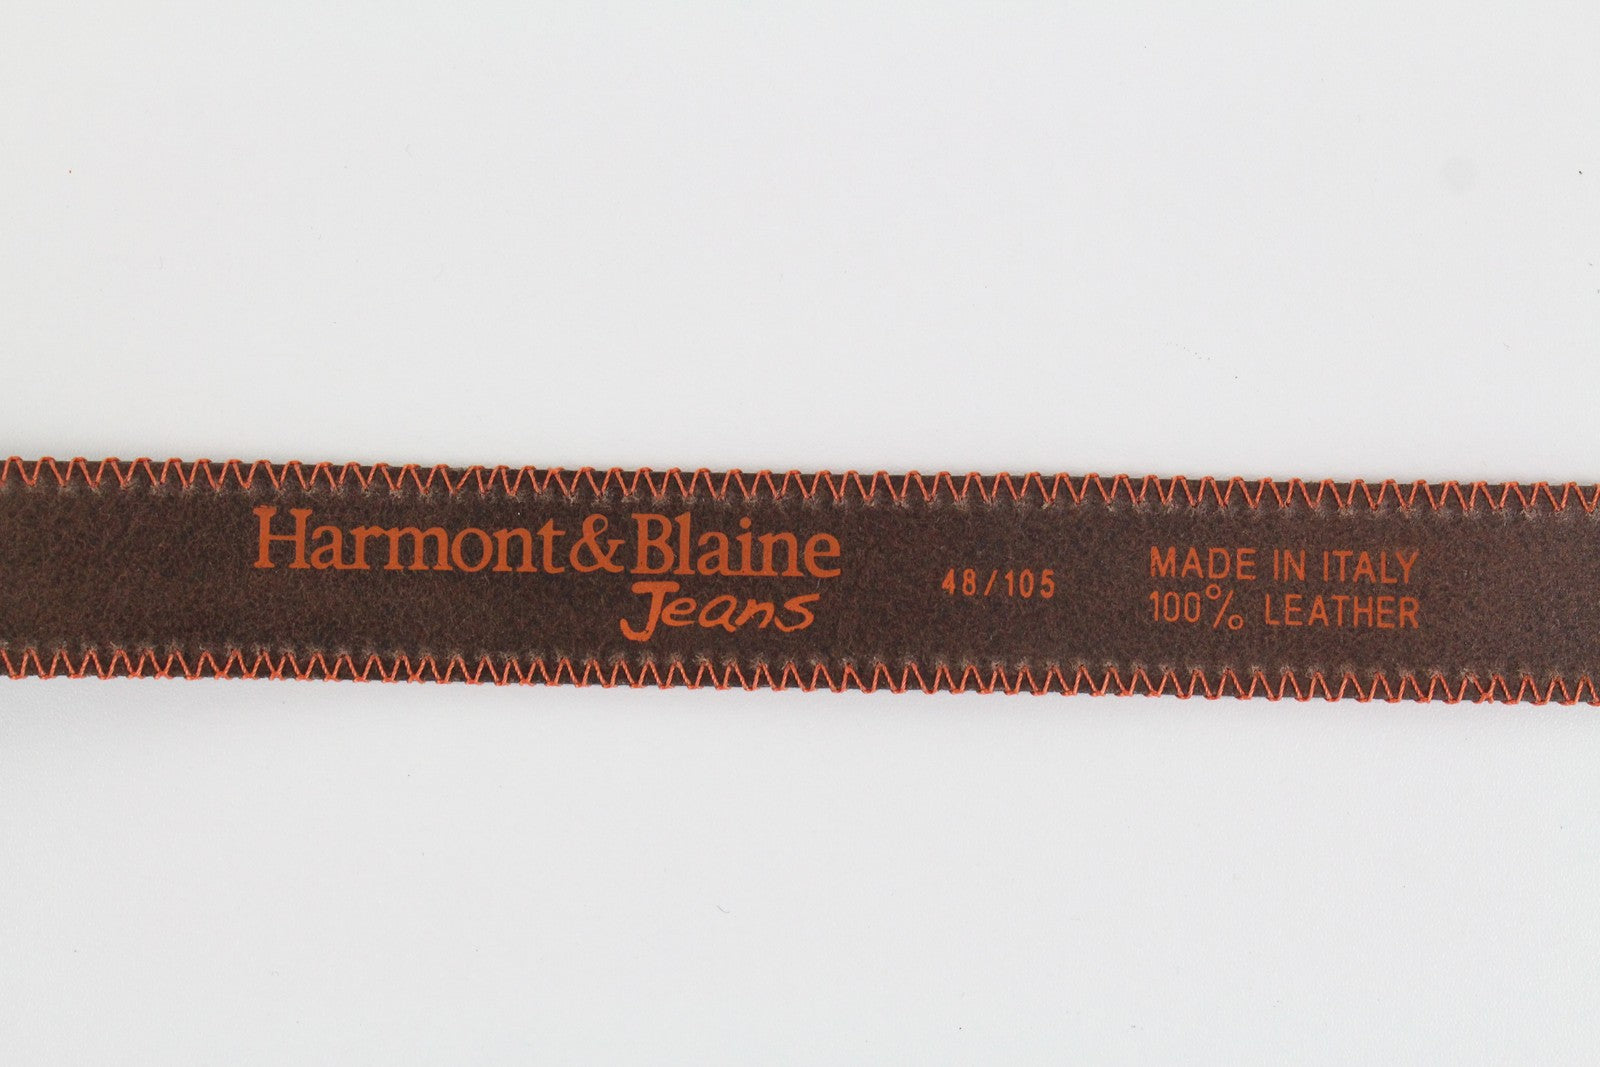 Harmont&Blaine
Jeans
48/105
MADE IN ITALY
100% LEATHER